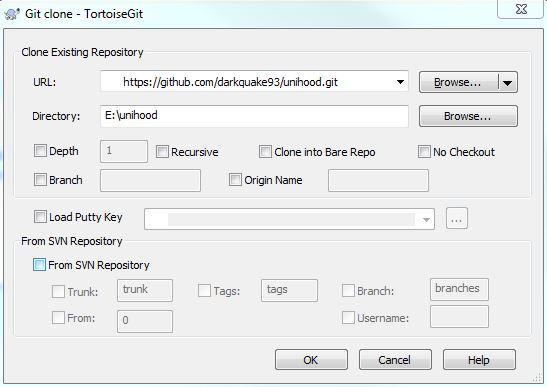 Git clone - TortoiseGit
Clone Existing Repository
URL: https://github.com/darkquake93/unihood.git Browse...
Directory: E:\unihood Browse...
Depth 1 Recursive Clone into Bare Repo No Checkout
Branch Origin Name
Load Putty Key ...
From SVN Repository
From SVN Repository
Trunk: trunk Tags: tags Branch: branches
From: 0 Username:
OK Cancel Help